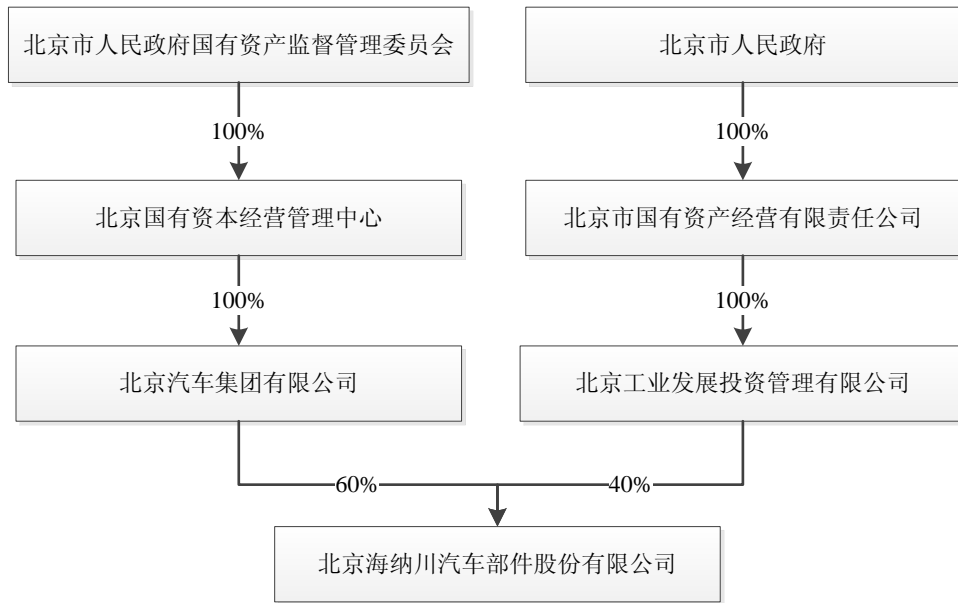 北京市人民政府国有资产监督管理委员会
北京市人民政府
100%
100%
北京国有资本经营管理中心
北京市国有资产经营有限责任公司
100%
100%
北京汽车集团有限公司
北京工业发展投资管理有限公司
60%
40%
北京海纳川汽车部件股份有限公司